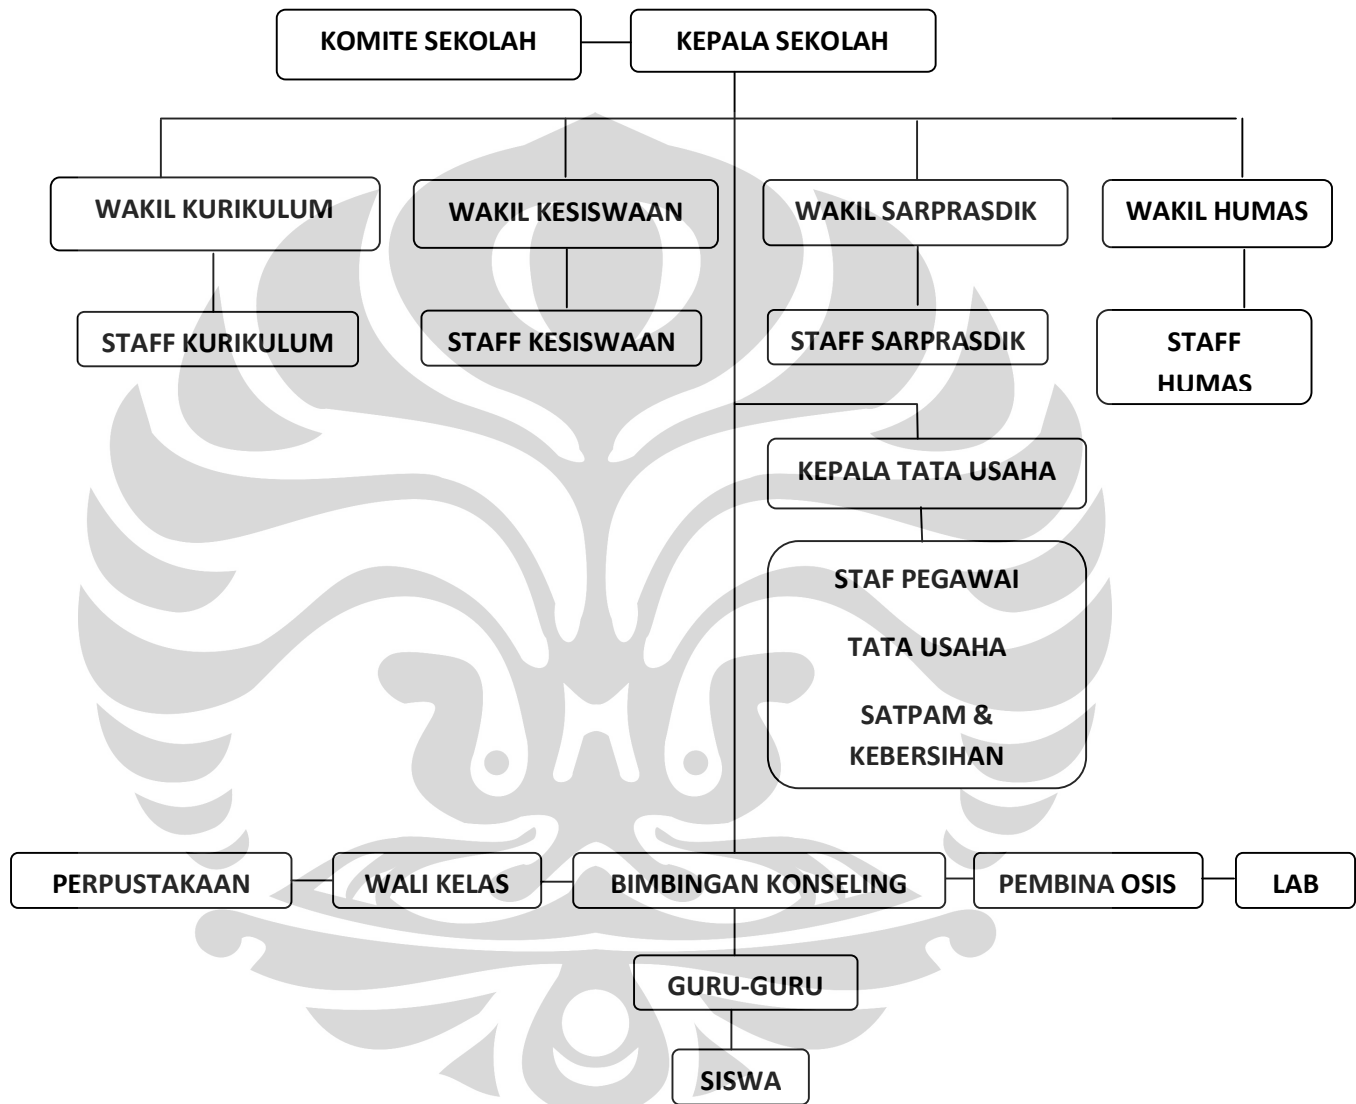 KOMITE SEKOLAH
KEPALA SEKOLAH
WAKIL KURIKULUM
WAKIL KESISWAAN
WAKIL SARPRASDIK
WAKIL HUMAS
STAFF KURIKULUM
STAFF KESISWAAN
STAFF SARPRASDIK
STAFF
HUMAS
KEPALA TATA USAHA
STAF PEGAWAI
TATA USAHA
SATPAM &
KEBERSIHAN
PERPUSTAKAAN
WALI KELAS
BIMBINGAN KONSELING
PEMBINA OSIS
LAB
GURU-GURU
SISWA